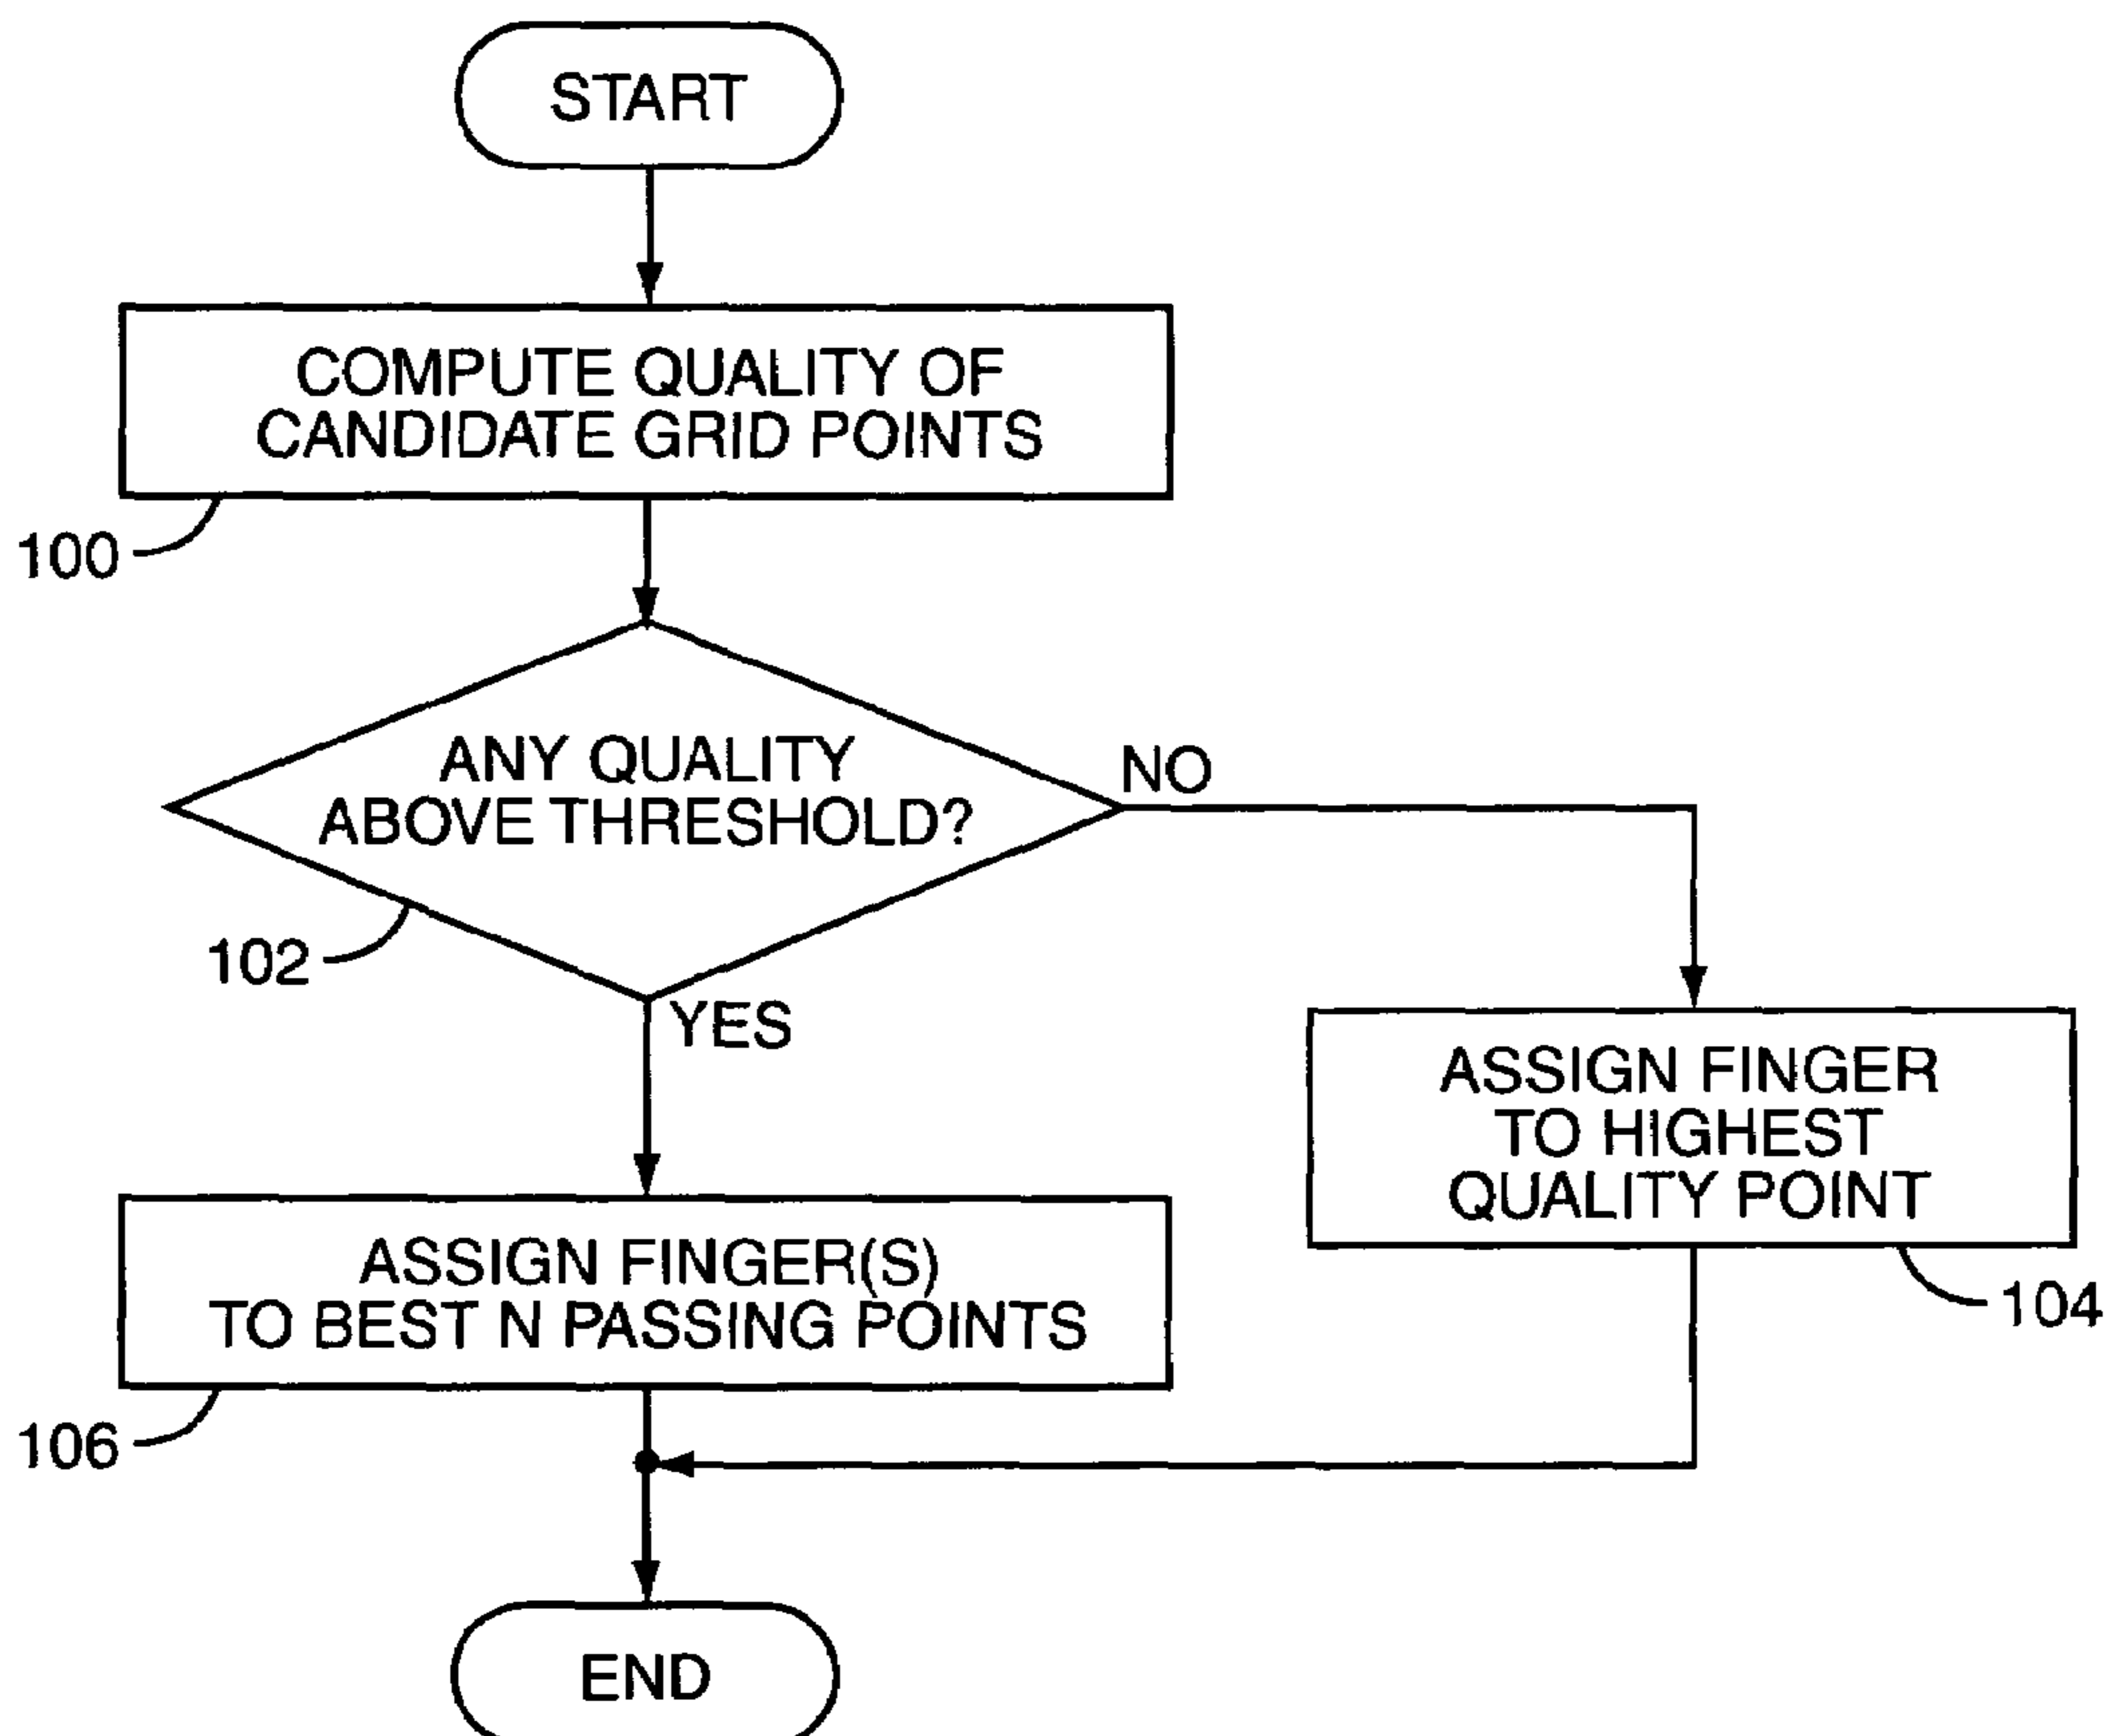 START
COMPUTE QUALITY OF
CANDIDATE GRID POINTS
100
ANY QUALITY
ABOVE THRESHOLD?
NO
102
YES
ASSIGN FINGER
TO HIGHEST
QUALITY POINT
104
ASSIGN FINGER(S)
TO BEST N PASSING POINTS
106
END